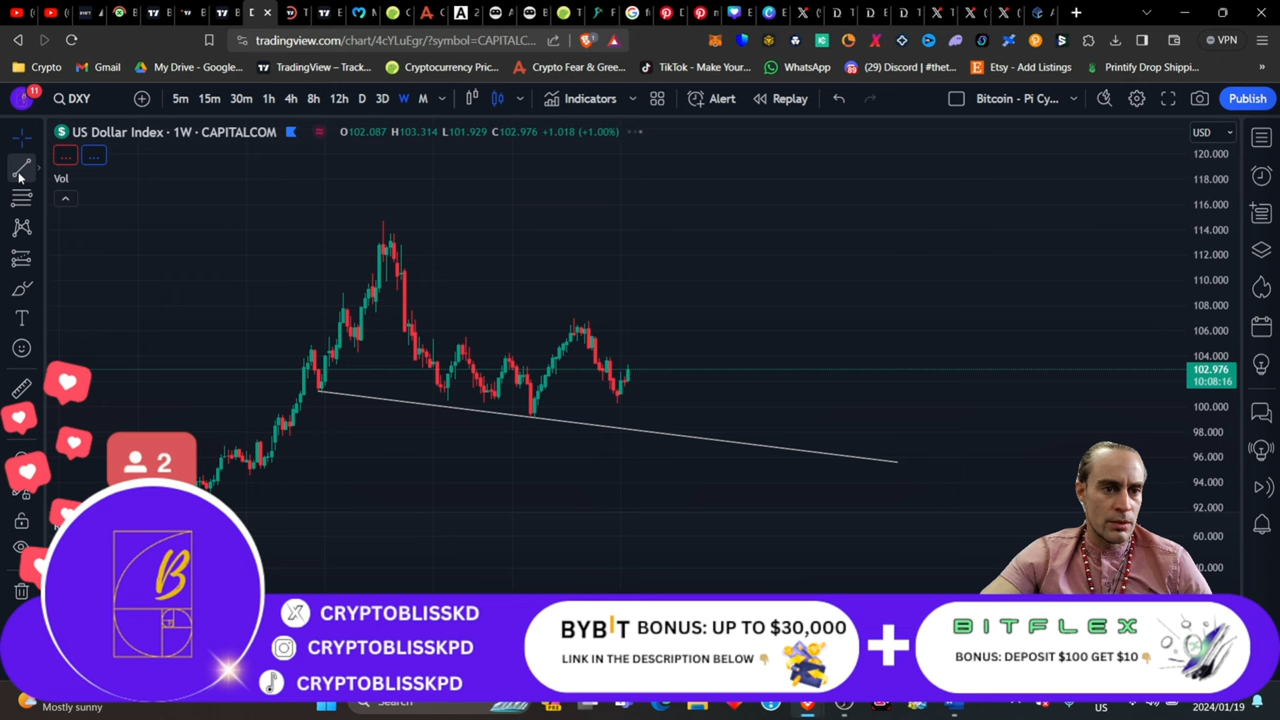 tradingview.com/chart/4cYLuEgr/?symbol=CAPITALC...
VPN
Crypto
Gmail
My Drive - Google...
TradingView – Track...
Cryptocurrency Pric...
Crypto Fear & Gree...
TikTok - Make Your...
WhatsApp
(29) Discord | #thet...
Etsy - Add Listings
Printify Drop Shippi...
11
DXY
5m 15m 30m 1h 4h 8h 12h D 3D W M
Indicators
Alert
Replay
Bitcoin - Pi Cy...
Publish
US Dollar Index · 1W · CAPITALCOM
O102.087 H103.314 L101.929 C102.976 +1.018 (+1.00%)
USD
Vol
120.000
118.000
116.000
114.000
112.000
110.000
108.000
106.000
104.000
102.976
10:08:16
100.000
98.000
96.000
94.000
92.000
60.000
2
B
CRYPTOBLISSKD
CRYPTOBLISSKPD
CRYPTOBLISSKPD
BYBIT BONUS: UP TO $30,000
LINK IN THE DESCRIPTION BELOW
BITFLEX
BONUS: DEPOSIT $100 GET $10
Mostly sunny
Search
US
2024/01/19